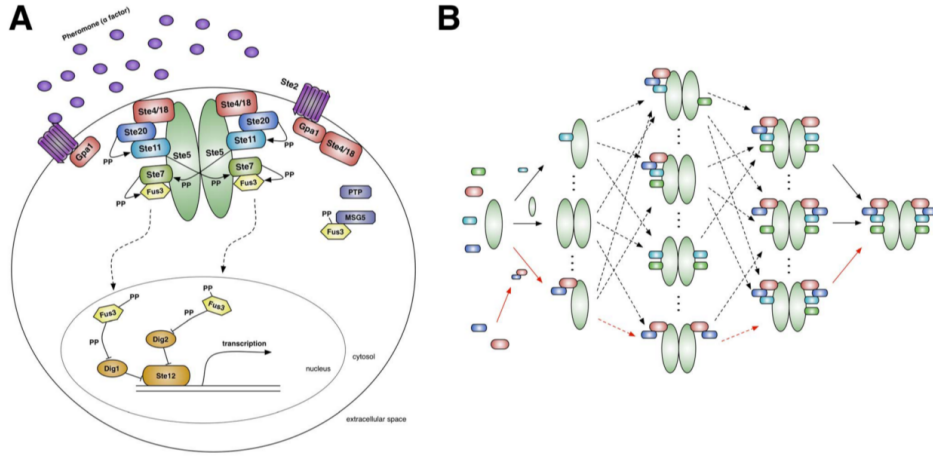 A
B
Pheromone (α factor)
Ste2
Ste4/18
Ste4/18
Ste20
Ste20
Gpa1
Gpa1
Ste11
Ste11
Ste4/18
PP
PP
Ste5
Ste5
Ste7
Ste7
PP
PP
PP
PP
Fus3
Fus3
PTP
PP
MSG5
Fus3
PP
PP
Fus3
Fus3
PP
PP
Dig2
transcription
cytosol
Dig1
Ste12
nucleus
extracellular space